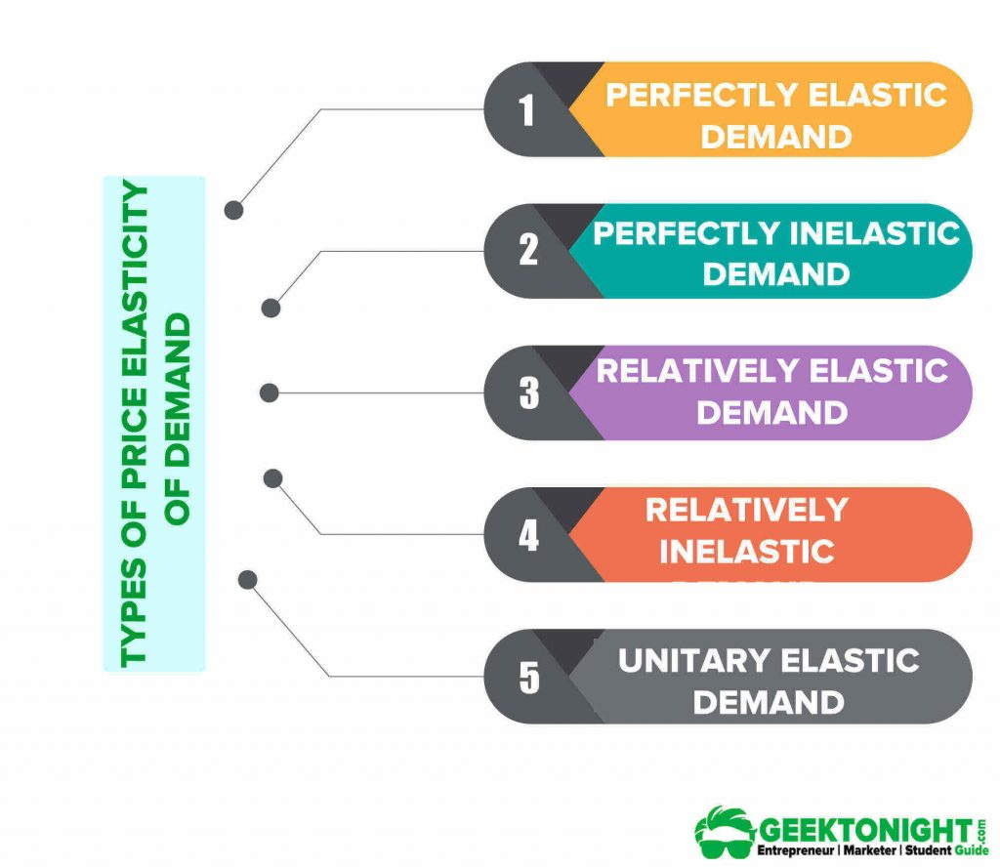 TYPES OF PRICE ELASTICITY
OF DEMAND
1
PERFECTLY ELASTIC
DEMAND
2
PERFECTLY INELASTIC
DEMAND
3
RELATIVELY ELASTIC
DEMAND
4
RELATIVELY
INELASTIC
5
UNITARY ELASTIC
DEMAND
GEEKTONIGHT.com
Entrepreneur | Marketer | Student Guide